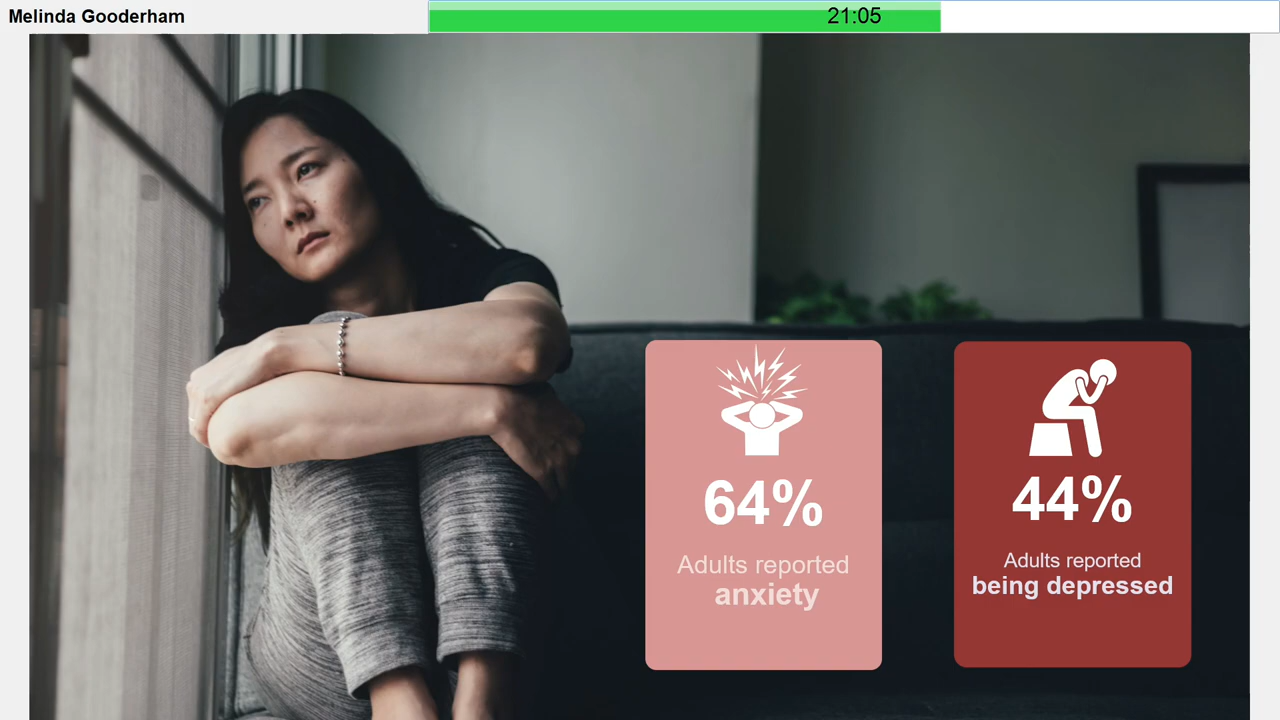 Melinda Gooderham
21:05
64%
Adults reported
anxiety
44%
Adults reported
being depressed